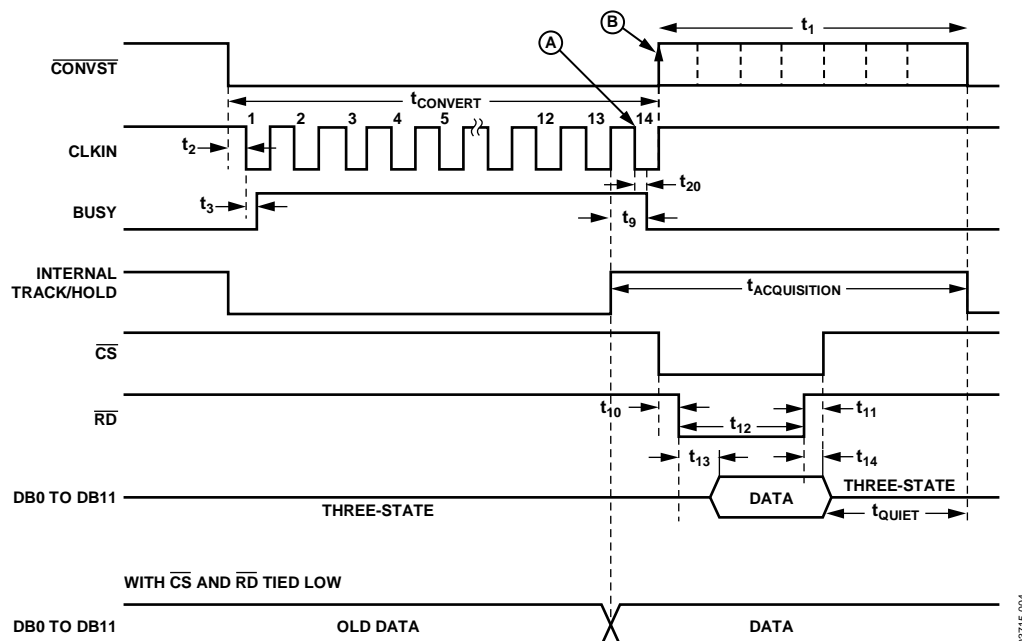 B
t1
A
CONVST
tCONVERT
1 2 3 4 5 12 13 14
CLKIN
t2
t20
t3
t9
BUSY
INTERNAL
TRACK/HOLD
tACQUISITION
CS
RD
t10
t12
t11
t13
t14
DB0 TO DB11
THREE-STATE
DATA
THREE-STATE
tQUIET
WITH CS AND RD TIED LOW
DB0 TO DB11
OLD DATA
DATA